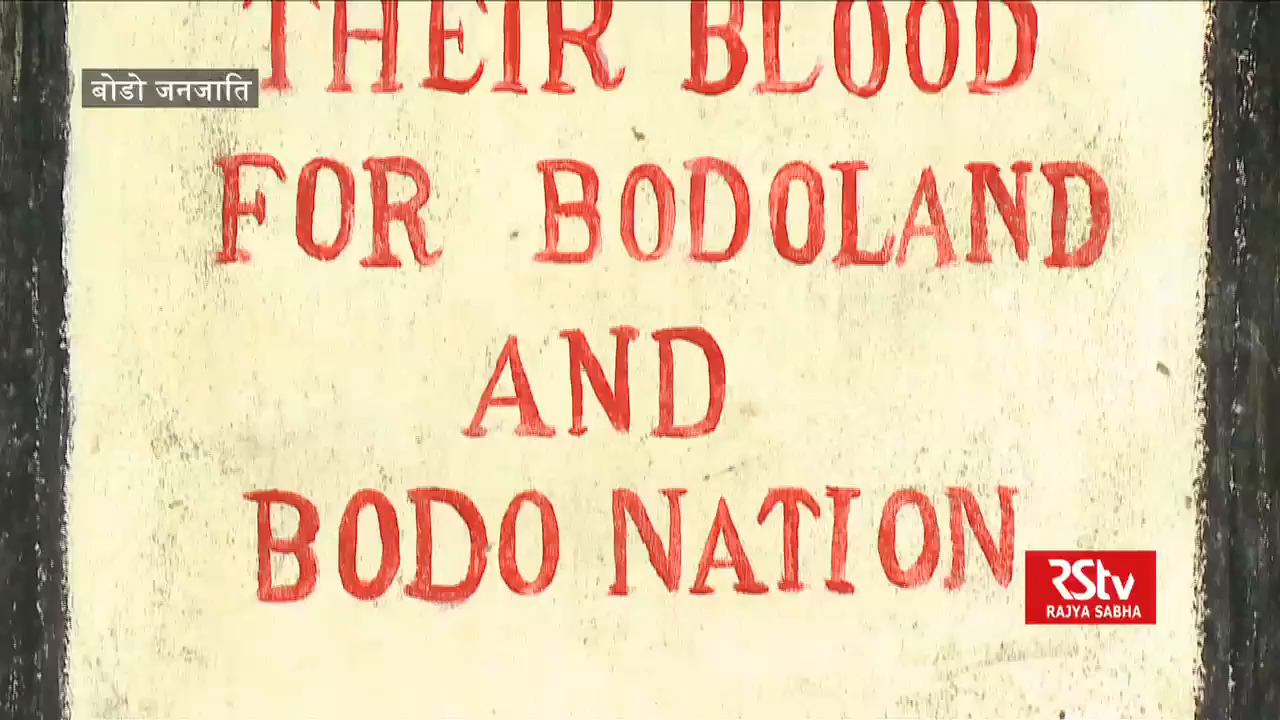 THEIR BLOOD
बोडो जनजाति
FOR BODOLAND
AND
BODO NATION
RStv
RAJYA SABHA